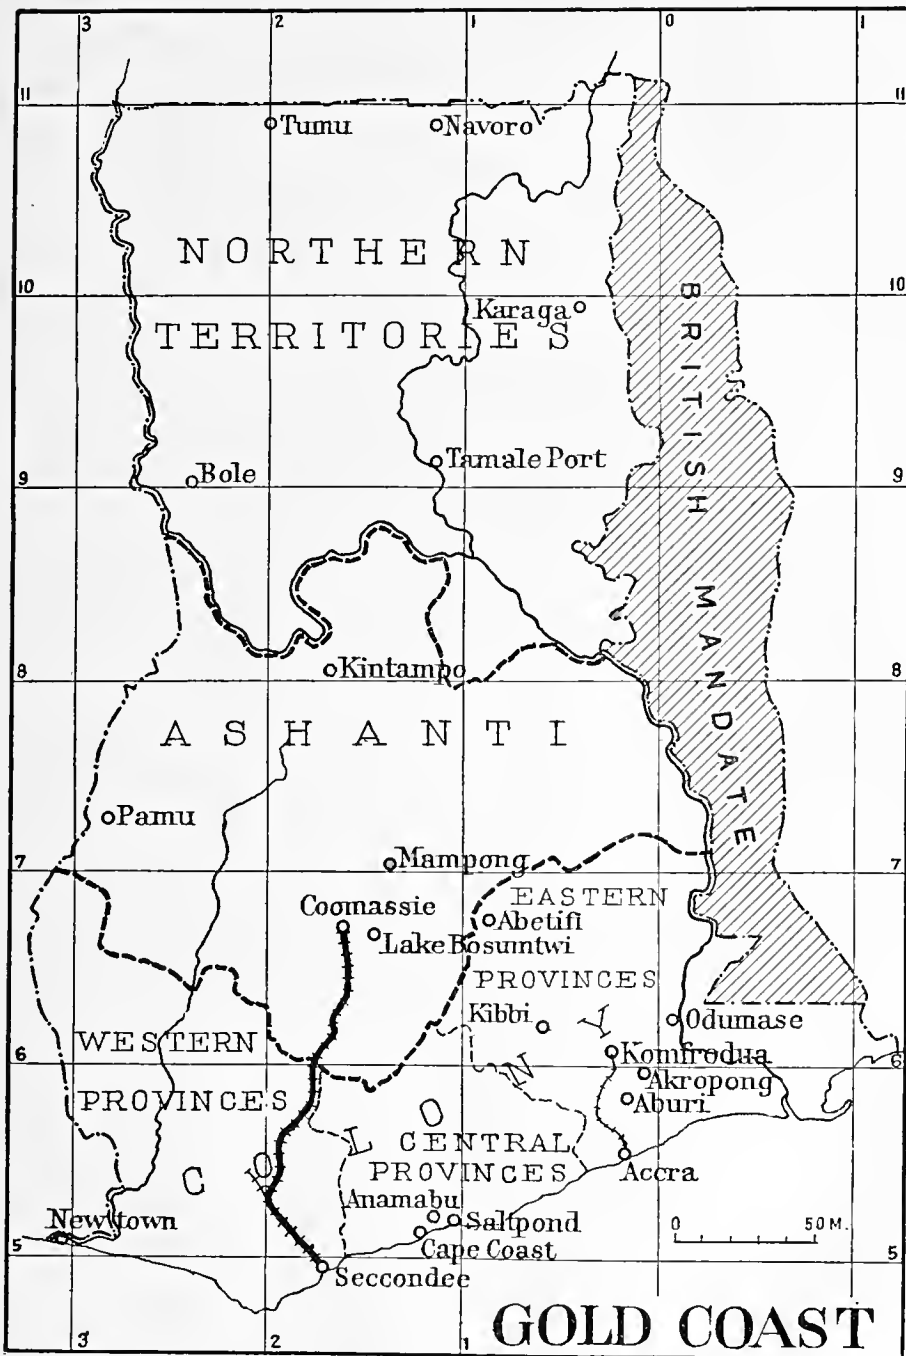 3
2
1
0
1
11
11
Tumu
Navoro
NORTHERN
10
10
Karaga
TERRITORIES
BRITISH MANDATE
Tamale Port
Bole
9
9
Kintampo
8
8
ASHANTI
Pamu
Mampong
7
7
EASTERN
Coomassie
Abetifi
Lake Bosumtwi
PROVINCES
Kibbi
Odumase
WESTERN
Komfrodua
6
6
Akropong
PROVINCES
Aburi
COLONY
CENTRAL
PROVINCES
Accra
Anamabu
Newtown
Saltpond
0 50 M.
Cape Coast
5
5
Seccondee
GOLD COAST
3
2
1
0
1